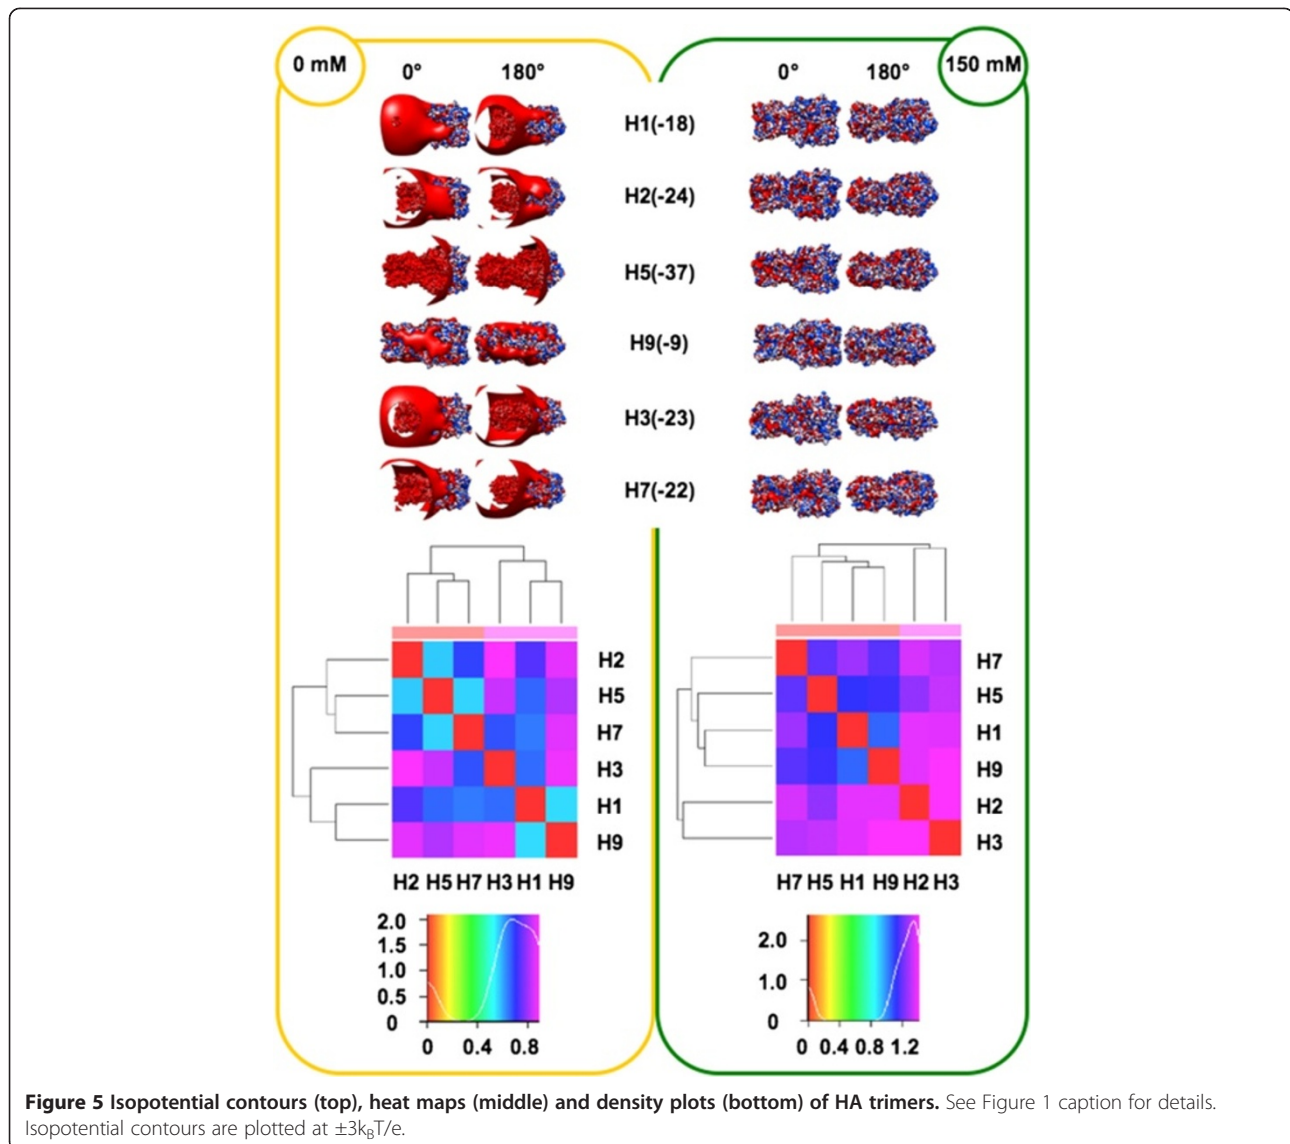 0 mM
0° 180°
150 mM
0° 180°
H1(-18)
H2(-24)
H5(-37)
H9(-9)
H3(-23)
H7(-22)
H2
H5
H7
H3
H1
H9
H2 H5 H7 H3 H1 H9
2.0
1.5
1.0
0.5
0
0 0.4 0.8
H7
H5
H1
H9
H2
H3
H7 H5 H1 H9 H2 H3
2.0
1.0
0
0 0.4 0.8 1.2
Figure 5 Isopotential contours (top), heat maps (middle) and density plots (bottom) of HA trimers. See Figure 1 caption for details.
Isopotential contours are plotted at ±3kBT/e.